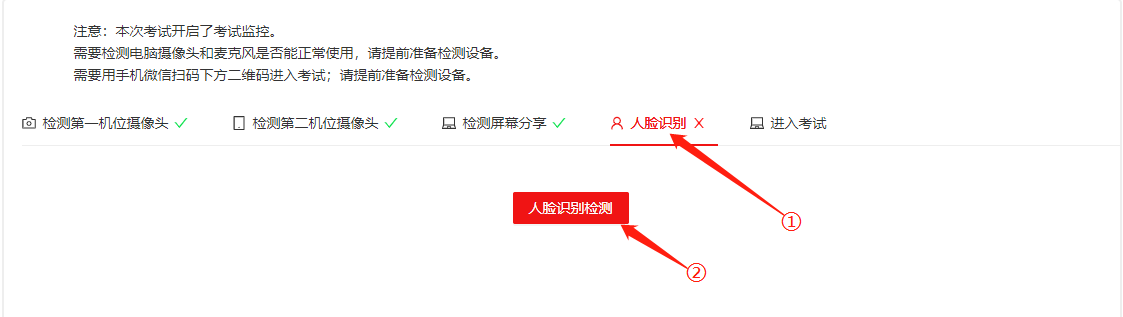 注意：本次考试开启了考试监控。
需要检测电脑摄像头和麦克风是否能正常使用，请提前准备检测设备。
需要用手机微信扫码下方二维码进入考试；请提前准备检测设备。
检测第一机位摄像头 检测第二机位摄像头 检测屏幕分享 人脸识别 X 进入考试
人脸识别检测
①
②